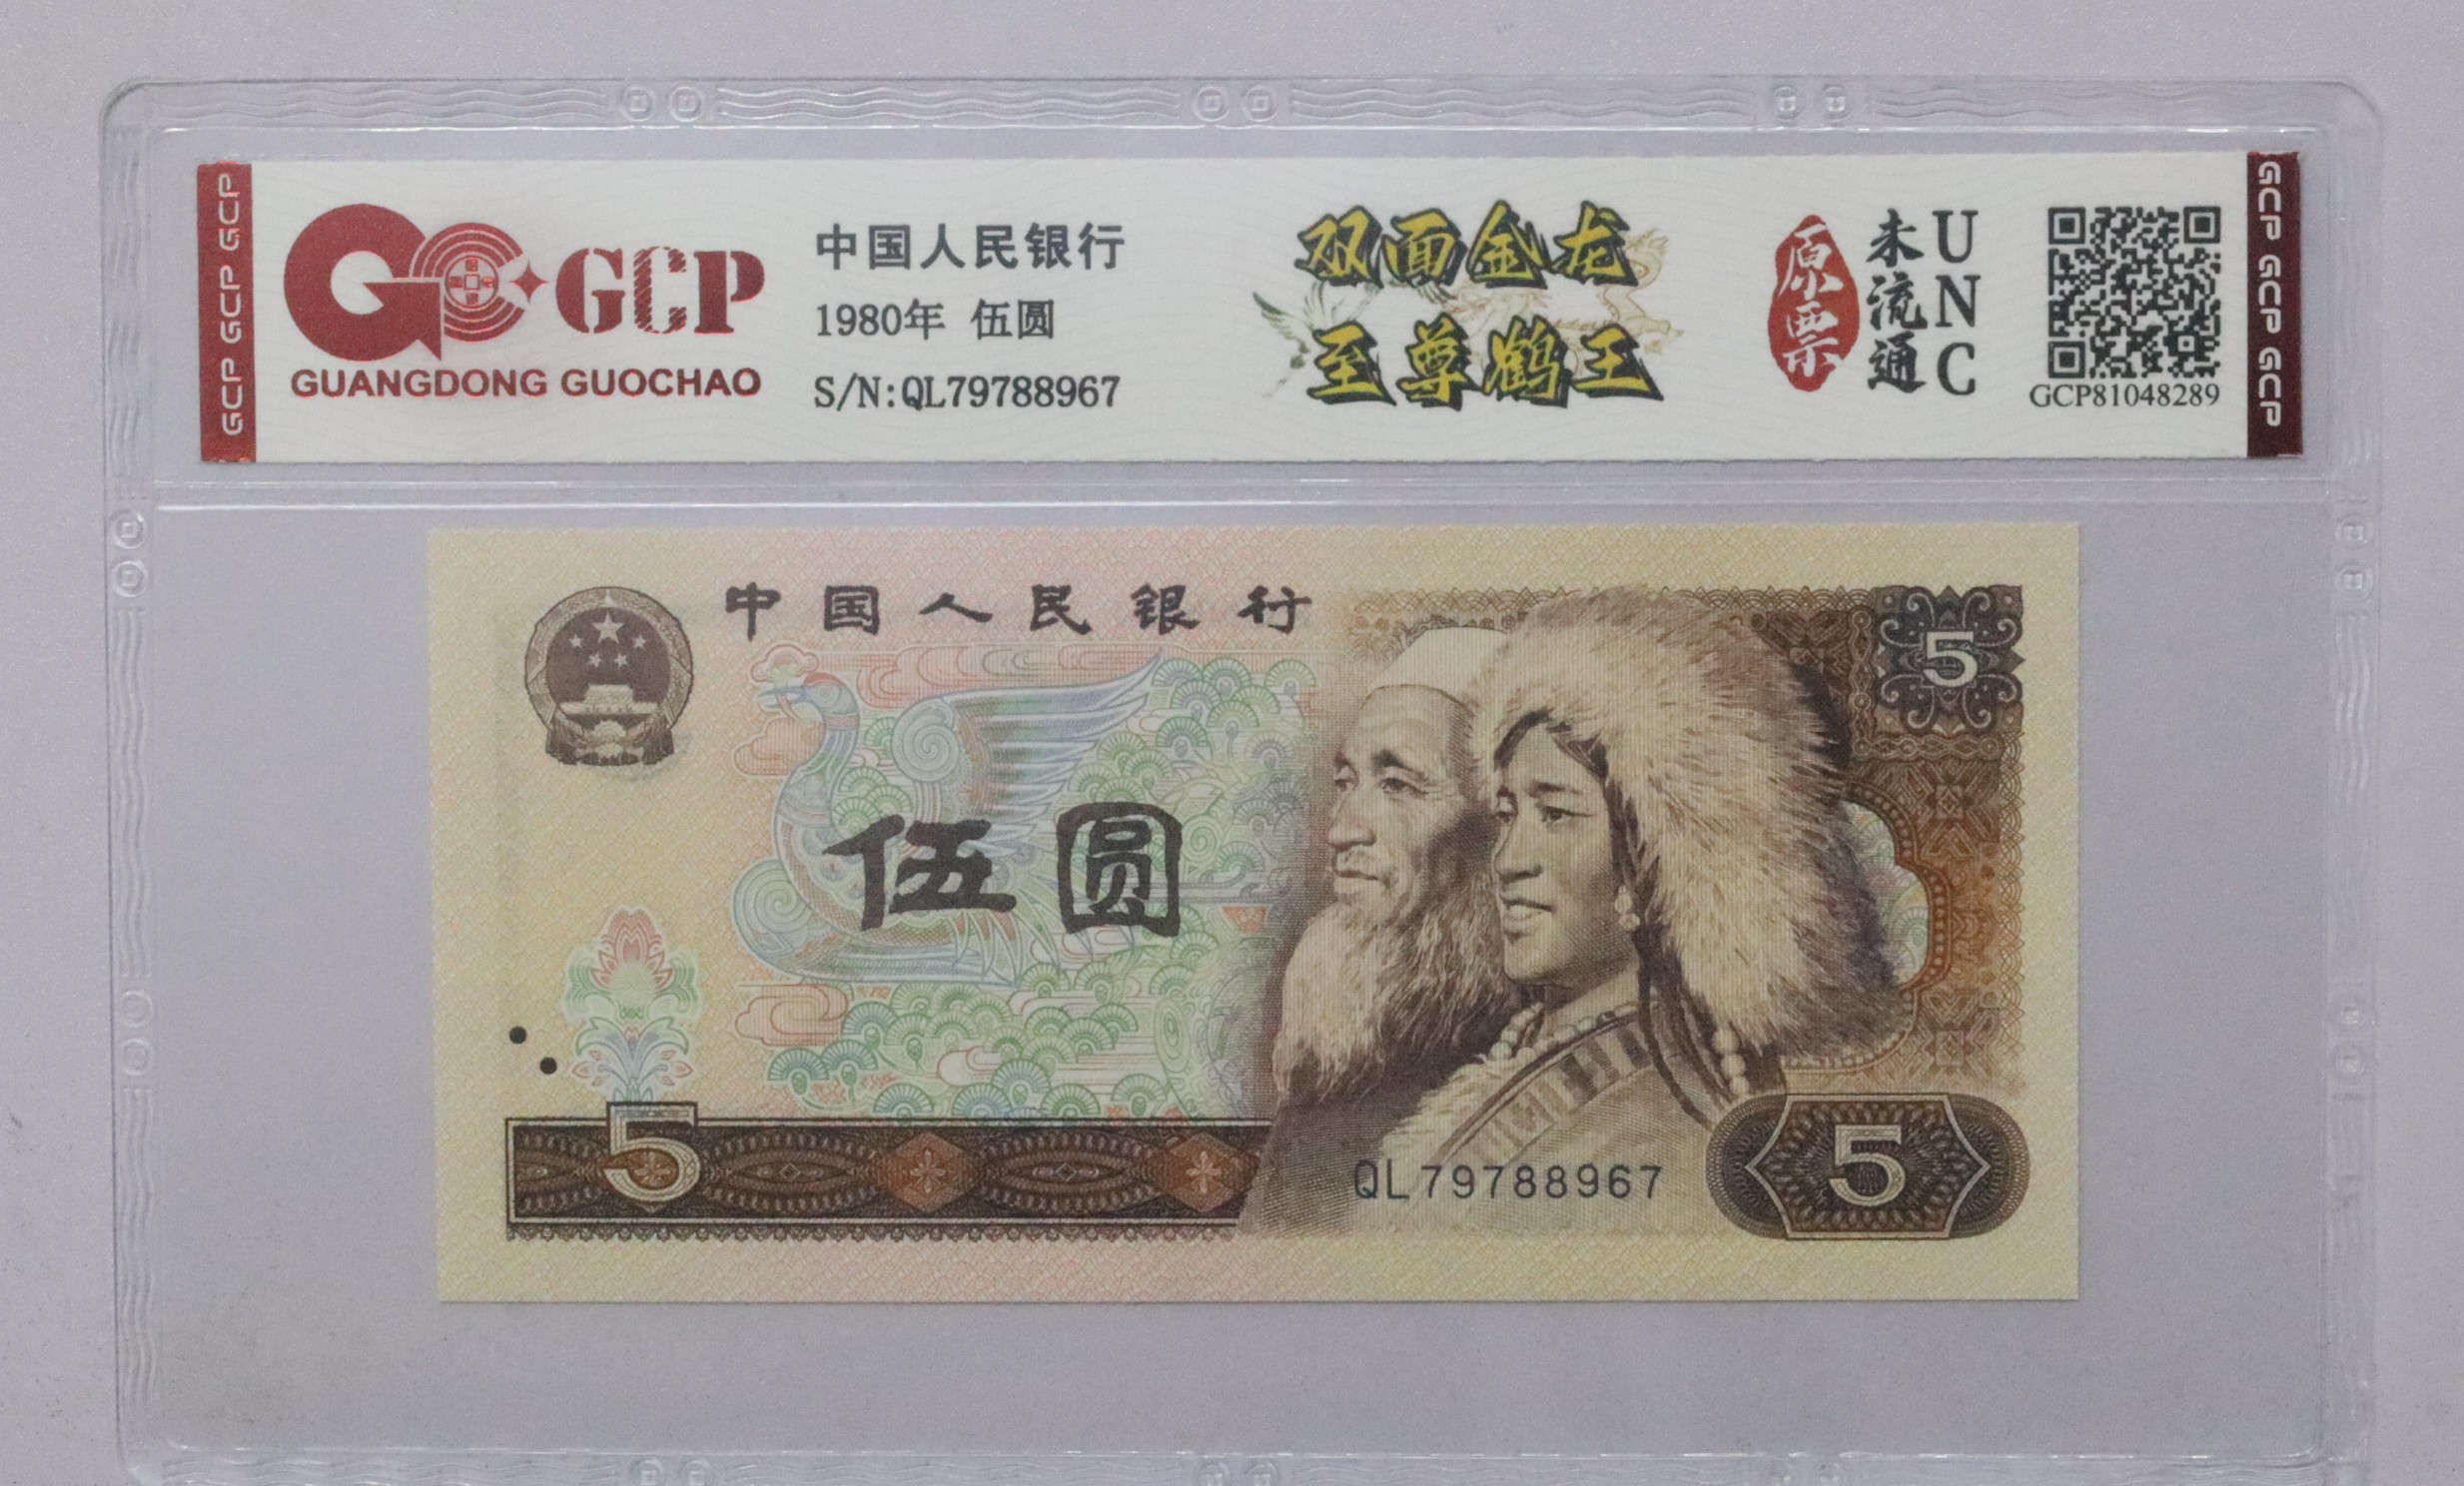 GCP GCP GCP
GCP
GUANGDONG GUOCHAO
中国人民银行
1980年 伍圆
S/N:QL79788967
双面金龙
至尊鹤王
原票
未流通
UNC
GCP81048289
GCP GCP GCP
中国人民银行
5
伍圆
5
QL79788967
5